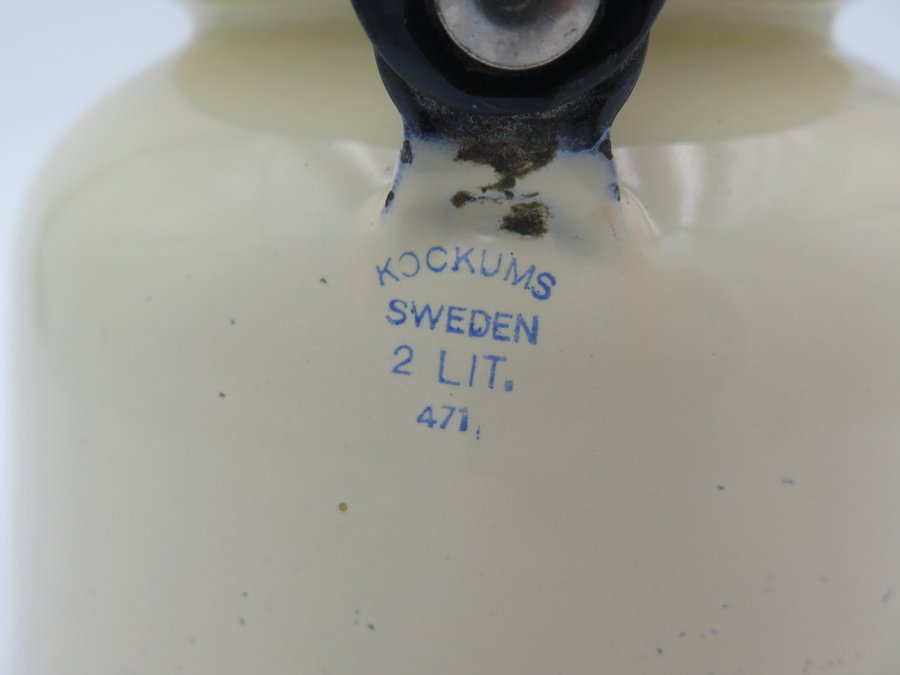 KOCKUMS
SWEDEN
2 LIT.
471,